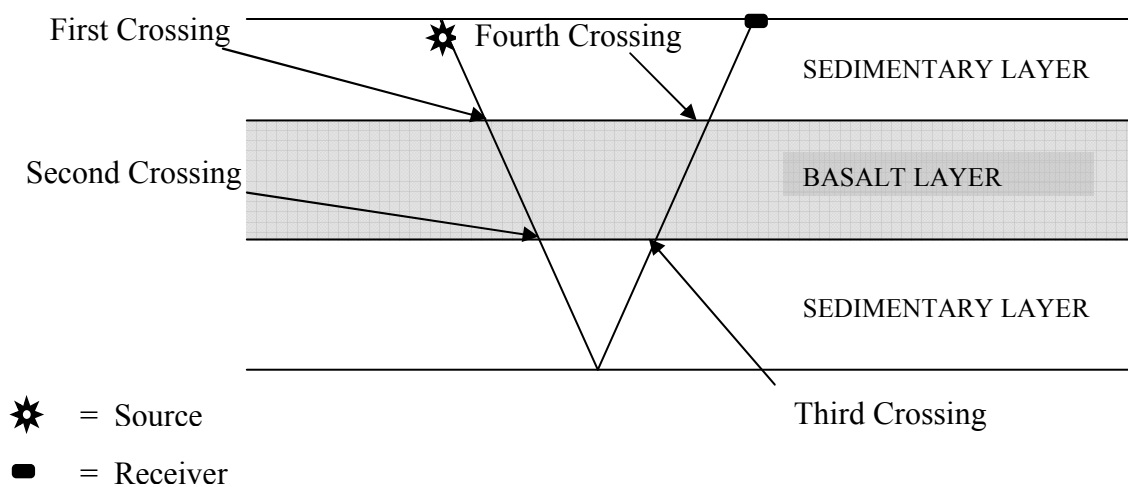 First Crossing
Fourth Crossing
SEDIMENTARY LAYER
Second Crossing
BASALT LAYER
SEDIMENTARY LAYER
Third Crossing
= Source
= Receiver